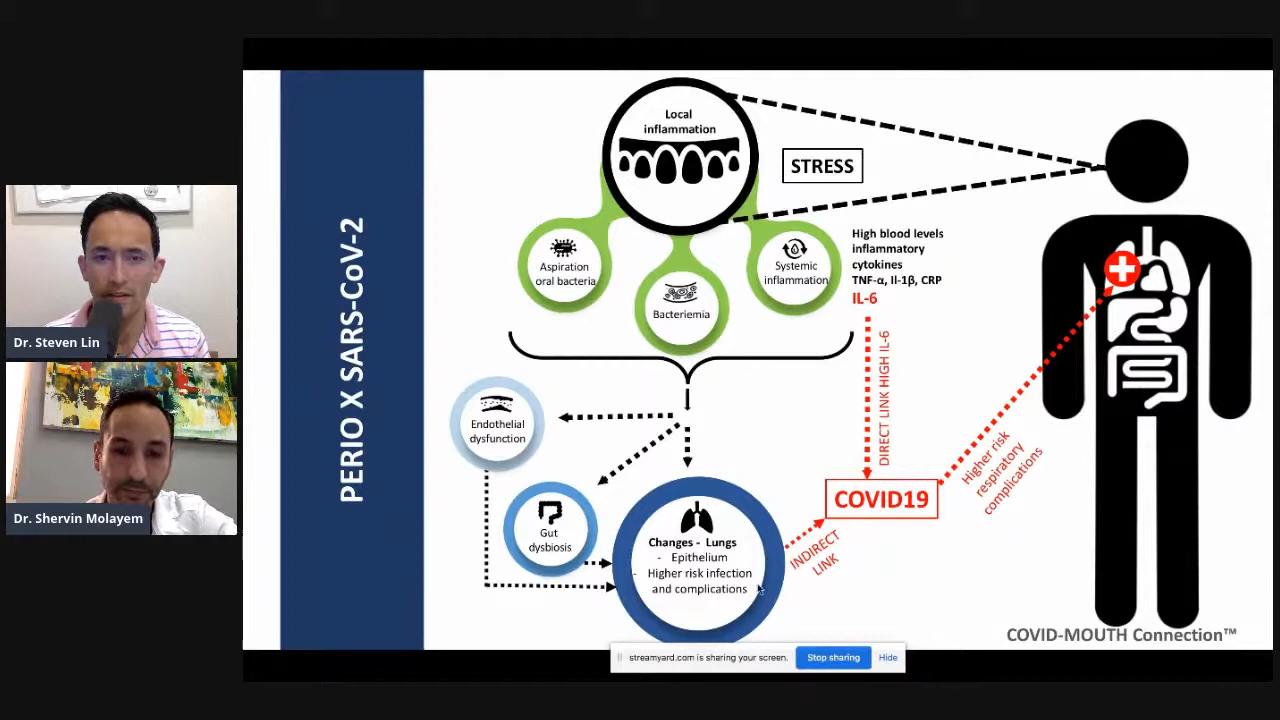 Dr. Steven Lin
Dr. Shervin Molayem
PERIO X SARS-CoV-2
Local
inflammation
STRESS
Aspiration
oral bacteria
Bacteriemia
Systemic
inflammation
High blood levels
inflammatory
cytokines
TNF-α, Il-1β, CRP
IL-6
DIRECT LINK HIGH IL-6
Endothelial
dysfunction
Gut
dysbiosis
Changes - Lungs
- Epithelium
- Higher risk infection
and complications
INDIRECT
LINK
COVID19
Higher risk
respiratory
complications
COVID-MOUTH Connection™
streamyard.com is sharing your screen.
Stop sharing
Hide